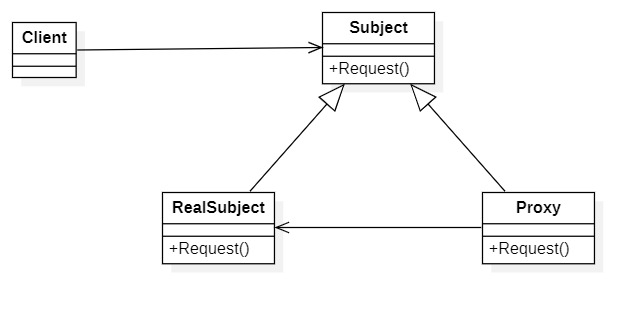 Client
Subject
+Request()
RealSubject
+Request()
Proxy
+Request()